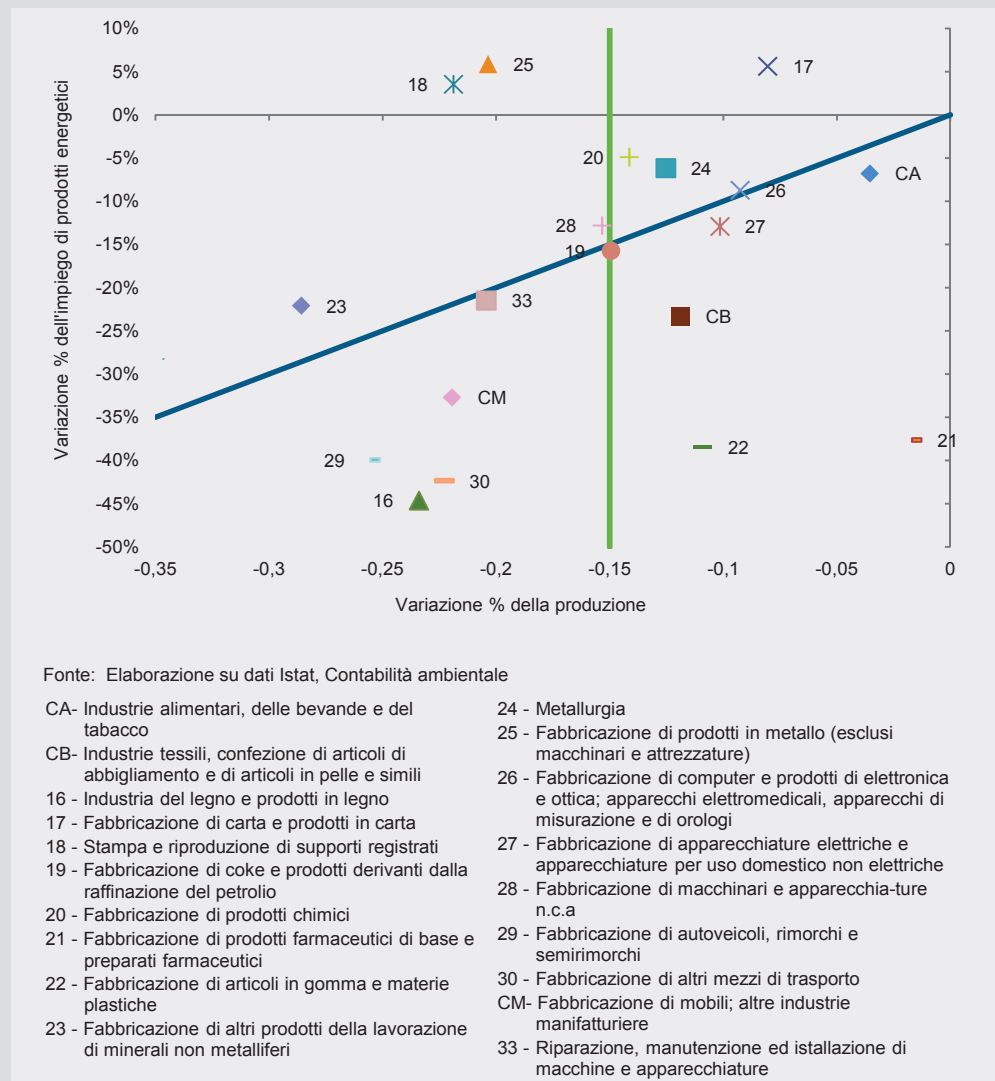 10%
5%
0%
-5%
-10%
-15%
-20%
-25%
-30%
-35%
-40%
-45%
-50%
Variazione % dell'impiego di prodotti energetici
25
18
17
20
24
26
CA
28
27
19
23
33
CB
CM
22
21
29
30
16
-0,35 -0,3 -0,25 -0,2 -0,15 -0,1 -0,05 0
Variazione % della produzione
Fonte: Elaborazione su dati Istat, Contabilità ambientale
CA- Industrie alimentari, delle bevande e del
tabacco
CB- Industrie tessili, confezione di articoli di
abbigliamento e di articoli in pelle e simili
16 - Industria del legno e prodotti in legno
17 - Fabbricazione di carta e prodotti in carta
18 - Stampa e riproduzione di supporti registrati
19 - Fabbricazione di coke e prodotti derivanti dalla
raffinazione del petrolio
20 - Fabbricazione di prodotti chimici
21 - Fabbricazione di prodotti farmaceutici di base e
preparati farmaceutici
22 - Fabbricazione di articoli in gomma e materie
plastiche
23 - Fabbricazione di altri prodotti della lavorazione
di minerali non metalliferi
24 - Metallurgia
25 - Fabbricazione di prodotti in metallo (esclusi
macchinari e attrezzature)
26 - Fabbricazione di computer e prodotti di elettronica
e ottica; apparecchi elettromedicali, apparecchi di
misurazione e di orologi
27 - Fabbricazione di apparecchiature elettriche e
apparecchiature per uso domestico non elettriche
28 - Fabbricazione di macchinari e apparecchia-ture
n.c.a
29 - Fabbricazione di autoveicoli, rimorchi e
semirimorchi
30 - Fabbricazione di altri mezzi di trasporto
CM- Fabbricazione di mobili; altre industrie
manifatturiere
33 - Riparazione, manutenzione ed istallazione di
macchine e apparecchiature